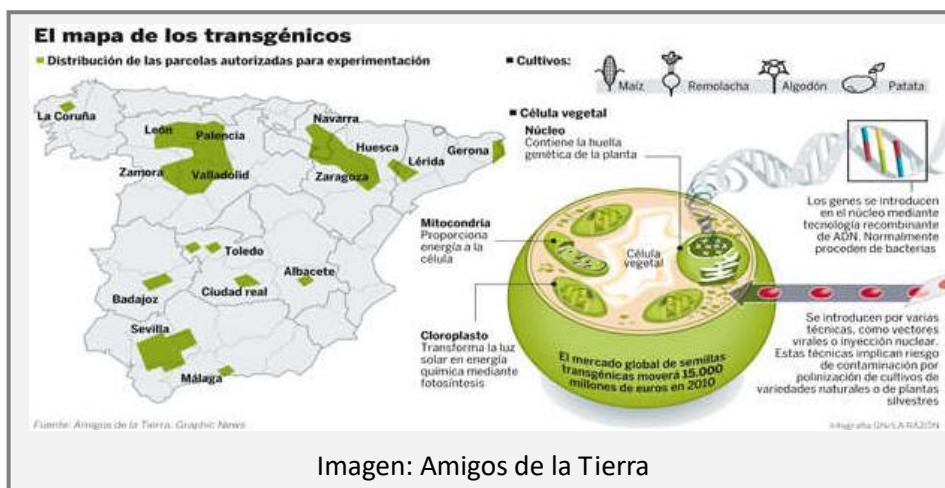 El mapa de los transgénicos
Distribución de las parcelas autorizadas para experimentación
La Coruña
León
Palencia
Zamora
Valladolid
Navarra
Huesca
Zaragoza
Lérida
Gerona
Toledo
Badajoz
Ciudad real
Albacete
Sevilla
Málaga
Cultivos:
Maíz
Remolacha
Algodón
Patata
Célula vegetal
Núcleo
Contiene la huella
genética de la planta
Mitocondria
Proporciona
energía a la
célula
Célula
vegetal
Cloroplasto
Transforma la luz
solar en energía
química mediante
fotosíntesis
El mercado global de semillas
transgénicas moverá 15.000
millones de euros en 2010
Los genes se introducen
en el núcleo mediante
tecnología recombinante
de ADN. Normalmente
proceden de bacterias
Se introducen por varias
técnicas, como vectores
virales o inyección nuclear.
Estas técnicas implican riesgo
de contaminación por
polinización de cultivos de
variedades naturales o de plantas
silvestres
Fuente: Amigos de la Tierra, Graphic News
Infografía GN/LA RAZÓN
Imagen: Amigos de la Tierra